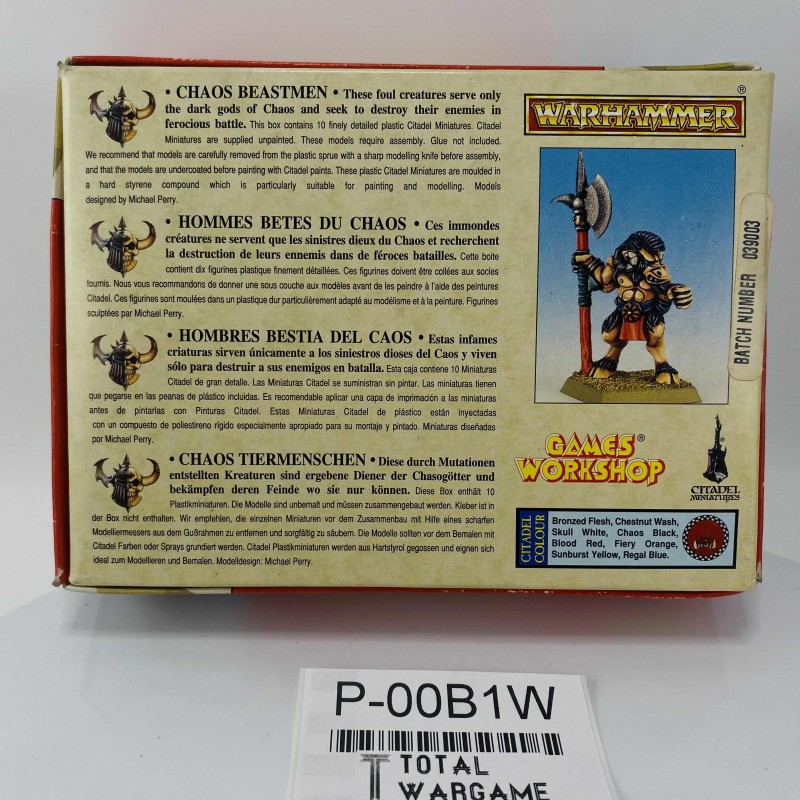 • CHAOS BEASTMEN • These foul creatures serve only
the dark gods of Chaos and seek to destroy their enemies in
ferocious battle. This box contains 10 finely detailed plastic Citadel Miniatures. Citadel
Miniatures are supplied unpainted. These models require assembly. Glue not included.
We recommend that models are carefully removed from the plastic sprue with a sharp modelling knife before assembly,
and that the models are undercoated before painting with Citadel paints. These plastic Citadel Miniatures are moulded in
a hard styrene compound which is particularly suitable for painting and modelling. Models
designed by Michael Perry.
• HOMMES BETES DU CHAOS • Ces immondes
créatures ne servent que les sinistres dieux du Chaos et recherchent
la destruction de leurs ennemis dans de féroces batailles. Cette boite
contient dix figurines plastique finement détaillées. Ces figurines doivent être collées aux socles
fournis. Nous vous recommandons de donner une sous couche aux modèles avant de les peindre à l'aide des peintures
Citadel. Ces figurines sont moulées dans un plastique dur particulièrement adapté au modélisme et à la peinture. Figurines
sculptées par Michael Perry.
• HOMBRES BESTIA DEL CAOS • Estas infames
criaturas sirven únicamente a los siniestros dioses del Caos y viven
sólo para destruir a sus enemigos en batalla. Esta caja contiene 10 Miniaturas
Citadel de gran detalle. Las Miniaturas Citadel se suministran sin pintar. Las miniaturas tienen
que pegarse en las peanas de plástico incluidas. Es recomendable aplicar una capa de imprimación a las miniaturas
antes de pintarlas con Pinturas Citadel. Estas Miniaturas Citadel de plástico están inyectadas
con un compuesto de poliestireno rígido especialmente apropiado para su montaje y pintado. Miniaturas diseñadas
por Michael Perry.
• CHAOS TIERMENSCHEN • Diese durch Mutationen
entstellten Kreaturen sind ergebene Diener der Chasogötter und
bekämpfen deren Feinde wo sie nur können. Diese Box enthält 10
Plastikminiaturen. Die Modelle sind unbemalt und müssen zusammengebaut werden. Kleber ist in
der Box nicht enthalten. Wir empfehlen, die einzelnen Miniaturen vor dem Zusammenbau mit Hilfe eines scharfen
Modelliermessers aus dem Gußrahmen zu entfernen und sorgfältig zu säubern. Die Modelle sollten vor dem Bemalen mit
Citadel Farben oder Sprays grundiert werden. Citadel Plastikminiaturen werden aus Hartstyrol gegossen und eignen sich
ideal zum Modellieren und Bemalen. Modelldesign: Michael Perry.
WARHAMMER®
BATCH NUMBER 039003
GAMES®
WORKSHOP
CITADEL
MINIATURES
CITADEL
COLOUR
Bronzed Flesh, Chestnut Wash,
Skull White, Chaos Black,
Blood Red, Fiery Orange,
Sunburst Yellow, Regal Blue.
P-00B1W
TOTAL
WARGAME